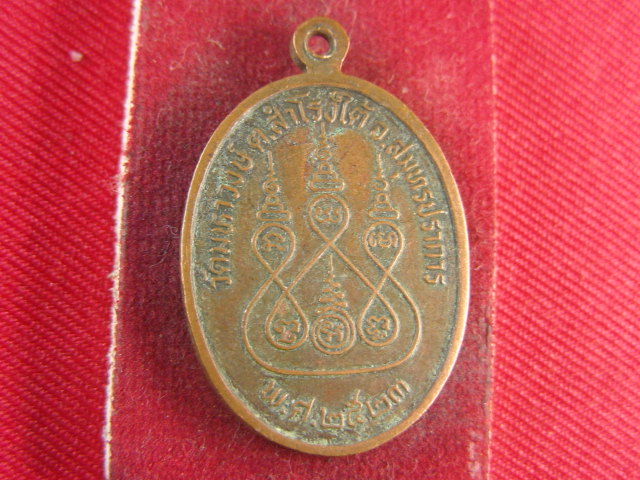 วัดมหาวงษ์ ต.สำโรงใต้ จ.สมุทรปราการ
พ.ศ.๒๕๒๓